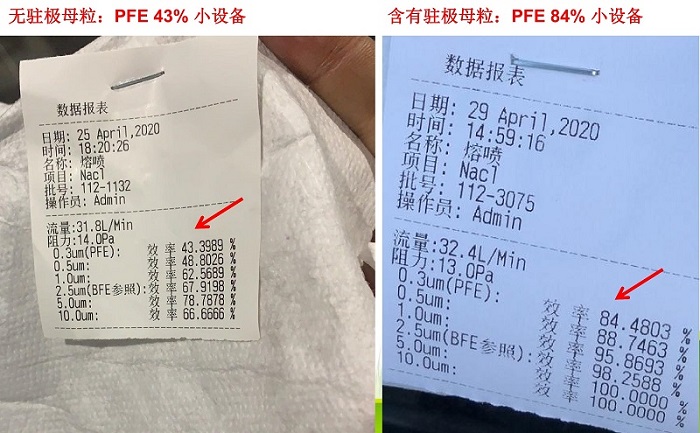 无驻极母粒：PFE 43% 小设备
数据报表
日期: 25 April,2020
时间: 18:20:26
名称: 熔喷
项目: Nacl
批号: 112-1132
操作员: Admin
流量:31.8L/Min
阻力:14.0Pa
0.3um(PFE): 效率 43.3989 %
0.5um: 效率 48.8026 %
1.0um: 效率 62.5689 %
2.5um(BFE参照): 效率 67.9198 %
5.0um: 效率 78.7878 %
10.0um: 效率 66.6666 %
含有驻极母粒：PFE 84% 小设备
数据报表
日期: 29 April,2020
时间: 14:59:16
名称: 熔喷
项目: Nacl
批号: 112-3075
操作员: Admin
流量:32.4L/Min
阻力:13.0Pa
0.3um(PFE): 效率 84.4803 %
0.5um: 效率 88.7463 %
1.0um: 效率 95.8693 %
2.5um(BFE参照): 效率 98.2588 %
5.0um: 效率 100.0000 %
10.0um: 效率 100.0000 %